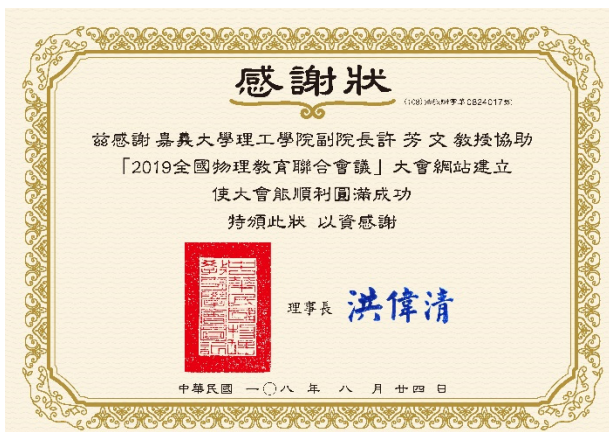 感謝狀
茲感謝 嘉義大學理工學院副院長許 芳 文 教授協助
「2019全國物理教育聯合會議」大會網站建立
使大會能順利圓滿成功
特頒此狀 以資感謝
理事長 洪偉清
中華民國 一〇八 年 八 月 廿四 日